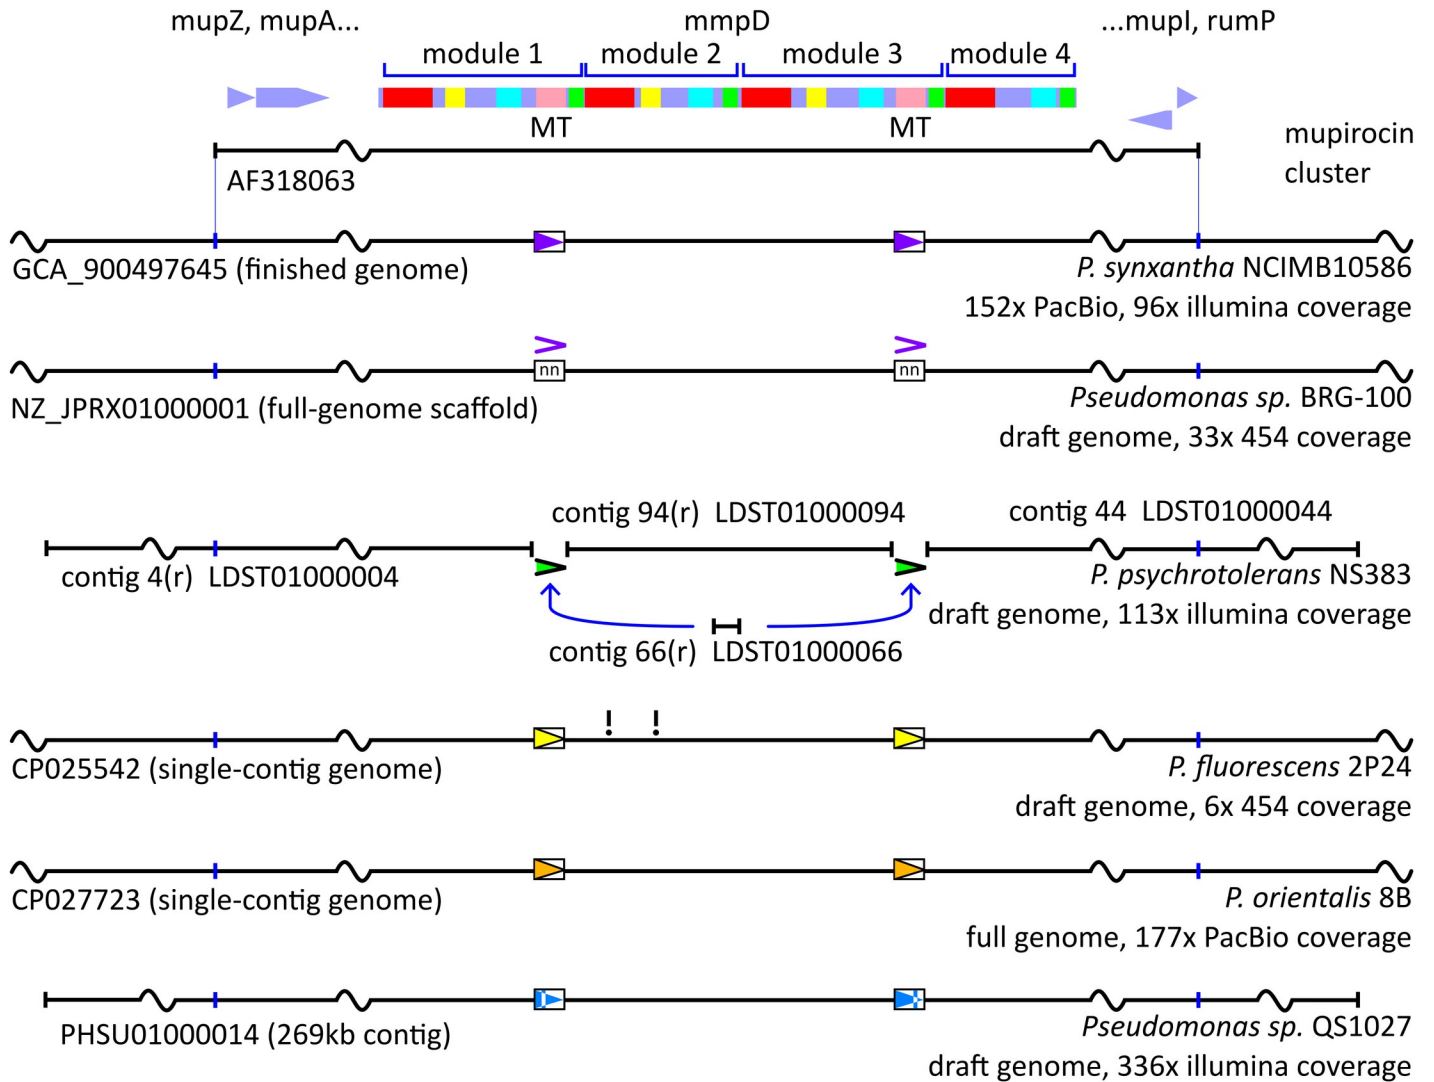 mupZ, mupA... mmpD ...mupI, rumP
module 1 module 2 module 3 module 4
MT MT
mupirocin
cluster
AF318063
GCA_900497645 (finished genome) P. synxantha NCIMB10586
152x PacBio, 96x illumina coverage
> >
nn nn
NZ_JPRX01000001 (full-genome scaffold) Pseudomonas sp. BRG-100
draft genome, 33x 454 coverage
contig 94(r) LDST01000094 contig 44 LDST01000044
contig 4(r) LDST01000004 P. psychrotolerans NS383
draft genome, 113x illumina coverage
contig 66(r) LDST01000066
! !
CP025542 (single-contig genome) P. fluorescens 2P24
draft genome, 6x 454 coverage
CP027723 (single-contig genome) P. orientalis 8B
full genome, 177x PacBio coverage
PHSU01000014 (269kb contig) Pseudomonas sp. QS1027
draft genome, 336x illumina coverage